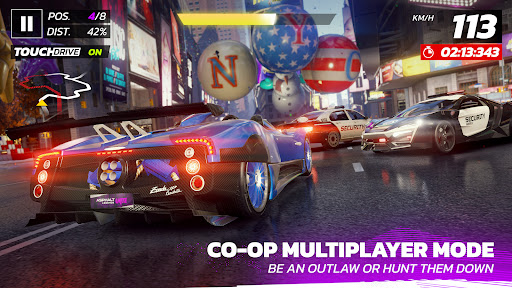 POS. 4/8
DIST. 42%
TOUCHDRIVE ON
KM/H 113
02:13:343
N Y C
SECURITY
SECURITY
ASPHALT
CO-OP MULTIPLAYER MODE
BE AN OUTLAW OR HUNT THEM DOWN